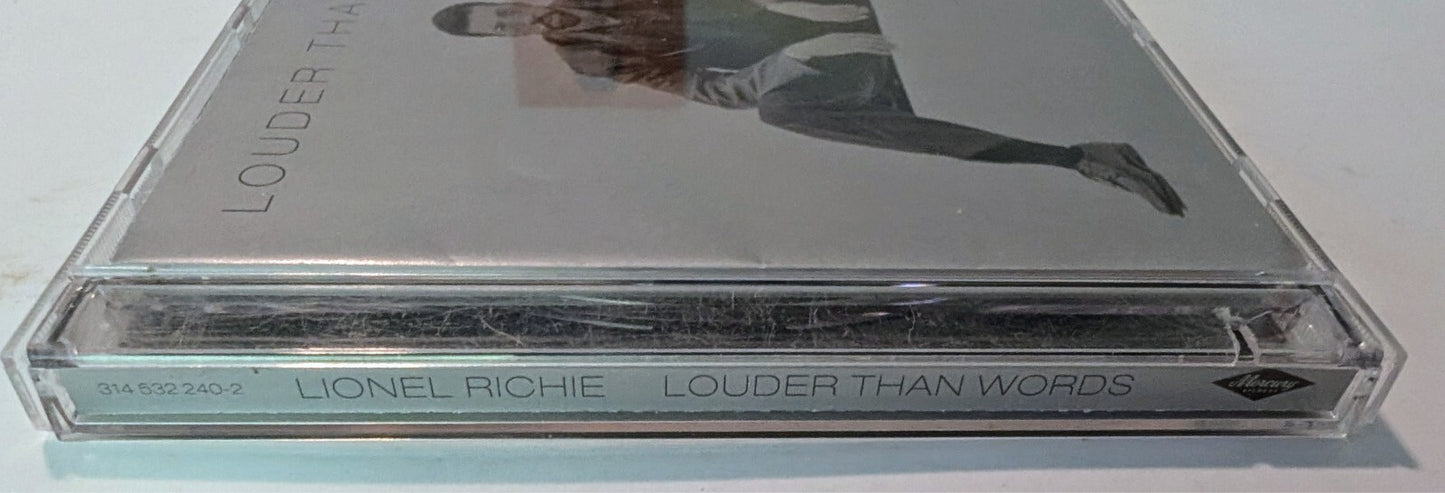 LOUDER THA
314 532 240-2 LIONEL RICHIE LOUDER THAN WORDS Mercury